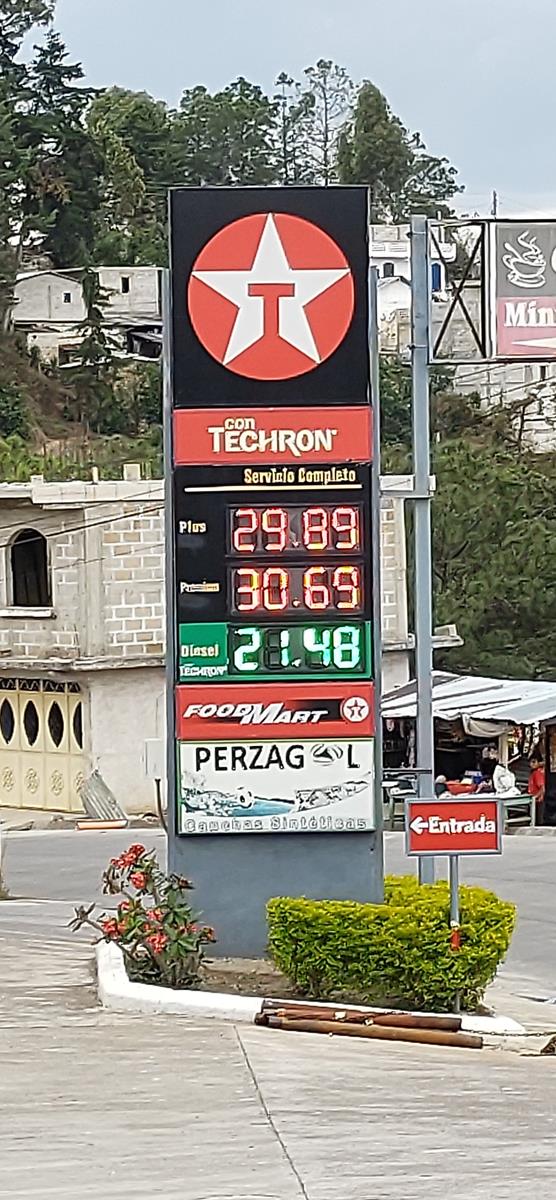 T
con
TECHRON
Servicio Completo
Plus 29.89
Premium 30.69
Diesel 21.48
TECHRON
FOOD MART
PERZAG L
Canchas Sintéticas
Entrada
Min